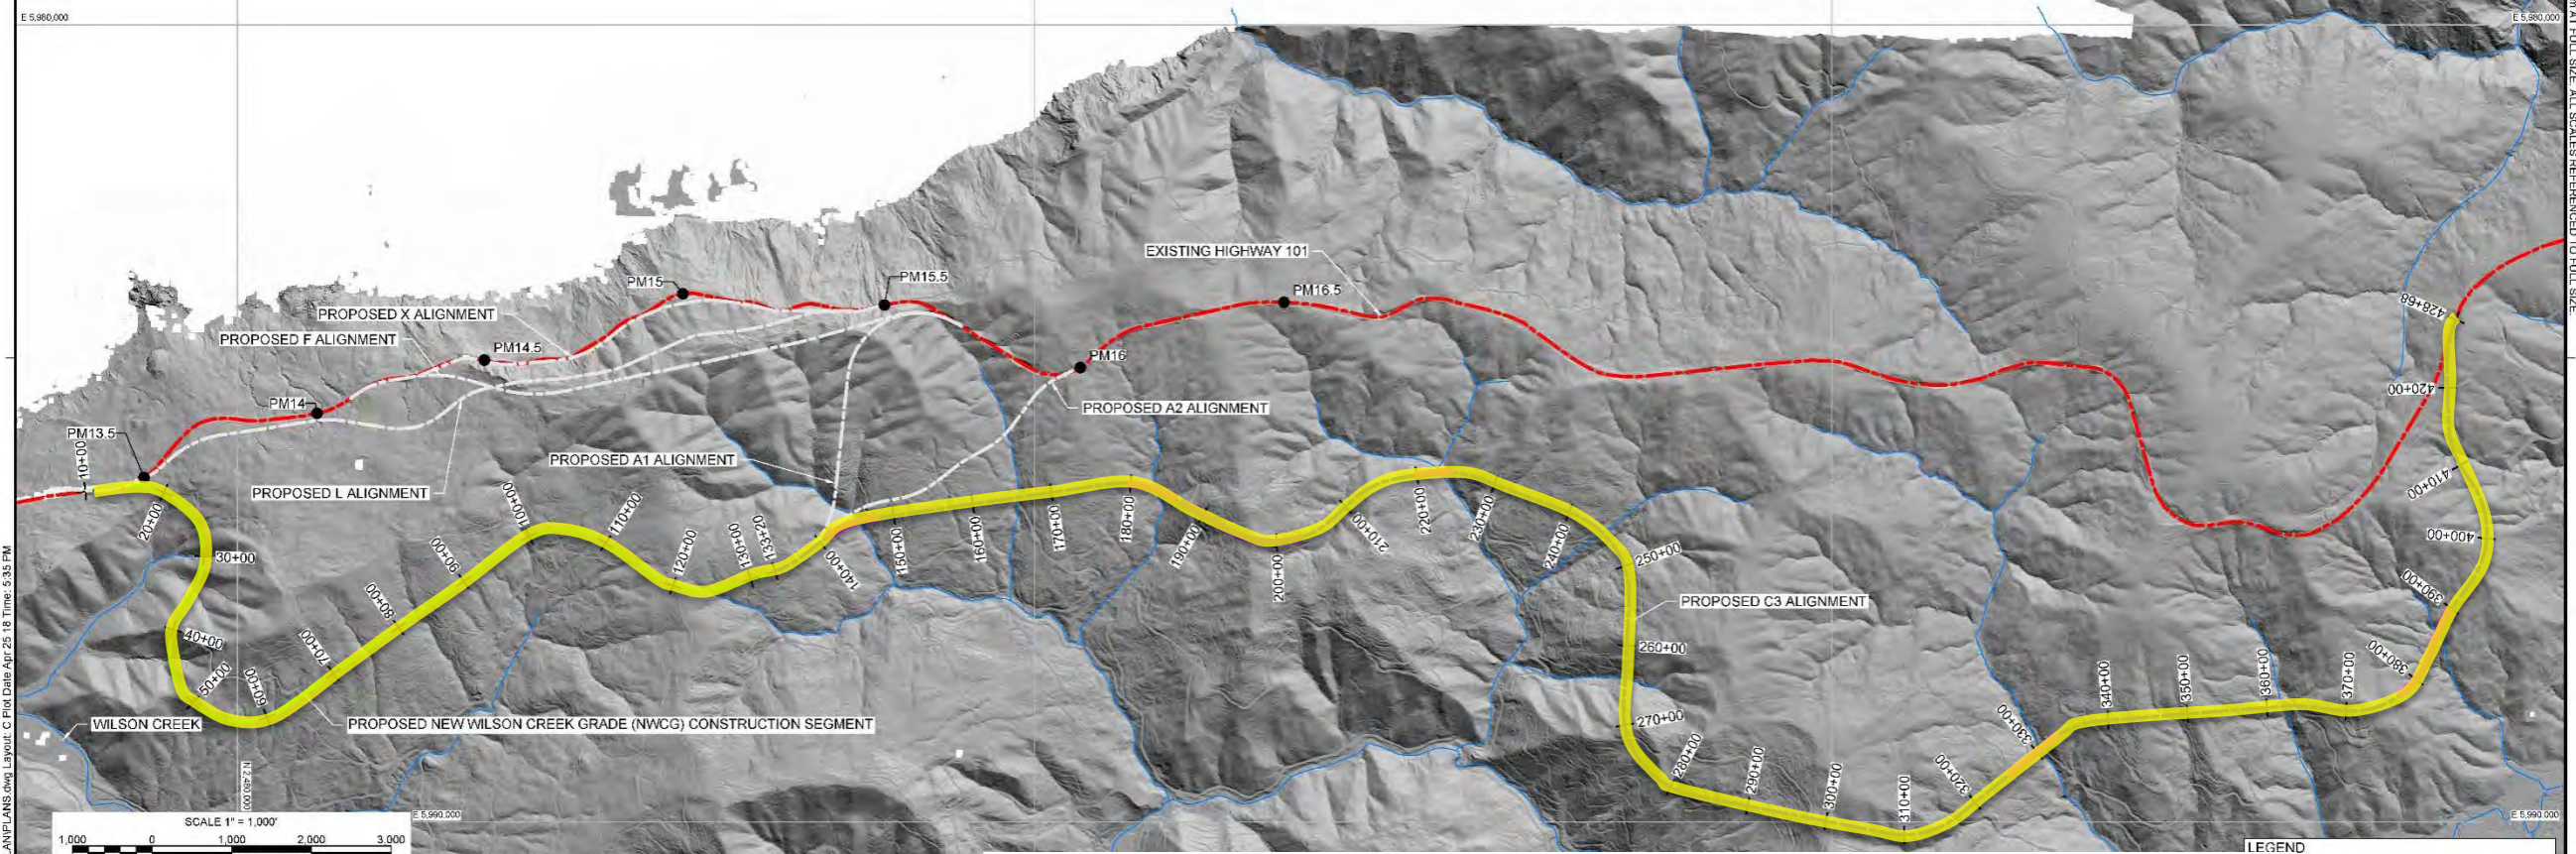 E 5,980,000
E 5,980,000
EXISTING HIGHWAY 101
PM15.5
PM15
PM16.5
PROPOSED X ALIGNMENT
PROPOSED F ALIGNMENT
PM14.5
PM16
428+68
420+00
PM14
PROPOSED A2 ALIGNMENT
PM13.5
10+00
PROPOSED A1 ALIGNMENT
PROPOSED L ALIGNMENT
410+00
20+00
100+00
110+00
120+00
130+00
133+20
140+00
150+00
160+00
170+00
180+00
190+00
200+00
210+00
220+00
230+00
240+00
250+00
400+00
30+00
90+00
80+00
390+00
PROPOSED C3 ALIGNMENT
40+00
260+00
70+00
50+00
60+00
380+00
340+00
350+00
360+00
370+00
WILSON CREEK
PROPOSED NEW WILSON CREEK GRADE (NWCG) CONSTRUCTION SEGMENT
270+00
280+00
290+00
300+00
310+00
320+00
330+00
N 2,480,000
E 5,990,000
E 5,990,000
SCALE 1" = 1,000'
1,000 0 1,000 2,000 3,000
LEGEND
AN\PLANS.dwg Layout: C Plot Date Apr 25 18 Time: 5:35 PM
AT FULL SIZE. ALL SCALES REFERENCED TO FULL SIZE.